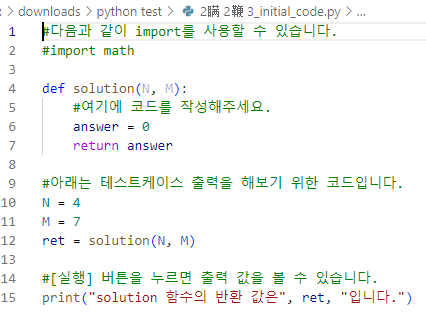 downloads > python test > 2瞞 2鞭 3_initial_code.py > ...
1 #다음과 같이 import를 사용할 수 있습니다.
2 #import math
3
4 def solution(N, M):
5 #여기에 코드를 작성해주세요.
6 answer = 0
7 return answer
8
9 #아래는 테스트케이스 출력을 해보기 위한 코드입니다.
10 N = 4
11 M = 7
12 ret = solution(N, M)
13
14 #[실행] 버튼을 누르면 출력 값을 볼 수 있습니다.
15 print("solution 함수의 반환 값은", ret, "입니다.")